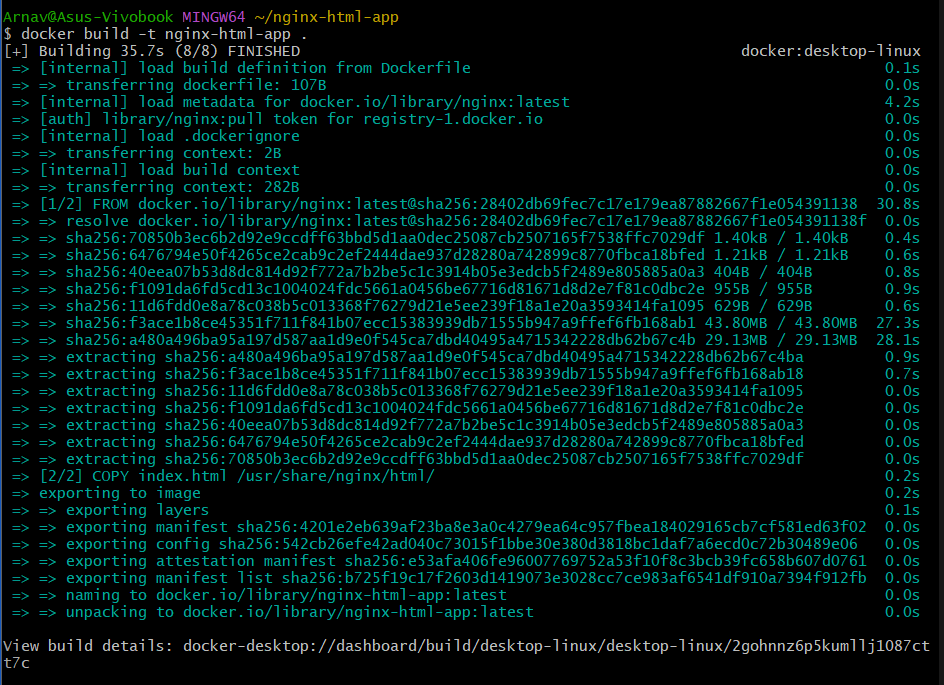 Arnav@Asus-Vivobook MINGW64 ~/nginx-html-app
$ docker build -t nginx-html-app .
[+] Building 35.7s (8/8) FINISHED docker:desktop-linux
=> [internal] load build definition from Dockerfile 0.1s
=> => transferring dockerfile: 107B 0.0s
=> [internal] load metadata for docker.io/library/nginx:latest 4.2s
=> [auth] library/nginx:pull token for registry-1.docker.io 0.0s
=> [internal] load .dockerignore 0.0s
=> => transferring context: 2B 0.0s
=> [internal] load build context 0.0s
=> => transferring context: 282B 0.0s
=> [1/2] FROM docker.io/library/nginx:latest@sha256:28402db69fec7c17e179ea87882667f1e054391138 30.8s
=> => resolve docker.io/library/nginx:latest@sha256:28402db69fec7c17e179ea87882667f1e054391138f 0.0s
=> => sha256:70850b3ec6b2d92e9ccdff63bbd5d1aa0dec25087cb2507165f7538ffc7029df 1.40kB / 1.40kB 0.4s
=> => sha256:6476794e50f4265ce2cab9c2ef2444dae937d28280a742899c8770fbca18bfed 1.21kB / 1.21kB 0.6s
=> => sha256:40eea07b53d8dc814d92f772a7b2be5c1c3914b05e3edcb5f2489e805885a0a3 404B / 404B 0.8s
=> => sha256:f1091da6fd5cd13c1004024fdc5661a0456be67716d81671d8d2e7f81c0dbc2e 955B / 955B 0.9s
=> => sha256:11d6fdd0e8a78c038b5c013368f76279d21e5ee239f18a1e20a3593414fa1095 629B / 629B 0.6s
=> => sha256:f3ace1b8ce45351f711f841b07ecc15383939db71555b947a9ffef6fb168ab1 43.80MB / 43.80MB 27.3s
=> => sha256:a480a496ba95a197d587aa1d9e0f545ca7dbd40495a4715342228db62b67c4b 29.13MB / 29.13MB 28.1s
=> => extracting sha256:a480a496ba95a197d587aa1d9e0f545ca7dbd40495a4715342228db62b67c4ba 0.9s
=> => extracting sha256:f3ace1b8ce45351f711f841b07ecc15383939db71555b947a9ffef6fb168ab18 0.7s
=> => extracting sha256:11d6fdd0e8a78c038b5c013368f76279d21e5ee239f18a1e20a3593414fa1095 0.0s
=> => extracting sha256:f1091da6fd5cd13c1004024fdc5661a0456be67716d81671d8d2e7f81c0dbc2e 0.0s
=> => extracting sha256:40eea07b53d8dc814d92f772a7b2be5c1c3914b05e3edcb5f2489e805885a0a3 0.0s
=> => extracting sha256:6476794e50f4265ce2cab9c2ef2444dae937d28280a742899c8770fbca18bfed 0.0s
=> => extracting sha256:70850b3ec6b2d92e9ccdff63bbd5d1aa0dec25087cb2507165f7538ffc7029df 0.0s
=> [2/2] COPY index.html /usr/share/nginx/html/ 0.2s
=> exporting to image 0.2s
=> => exporting layers 0.1s
=> => exporting manifest sha256:4201e2eb639af23ba8e3a0c4279ea64c957fbea184029165cb7cf581ed63f02 0.0s
=> => exporting config sha256:542cb26efe42ad040c73015f1bbe30e380d3818bc1daf7a6ecd0c72b30489e06 0.0s
=> => exporting attestation manifest sha256:e53afa406fe96007769752a53f10f8c3bcb39fc658b607d0761 0.0s
=> => exporting manifest list sha256:b725f19c17f2603d1419073e3028cc7ce983af6541df910a7394f912fb 0.0s
=> => naming to docker.io/library/nginx-html-app:latest 0.0s
=> => unpacking to docker.io/library/nginx-html-app:latest 0.0s
View build details: docker-desktop://dashboard/build/desktop-linux/desktop-linux/2gohnnz6p5kumllj1087ct
t7c